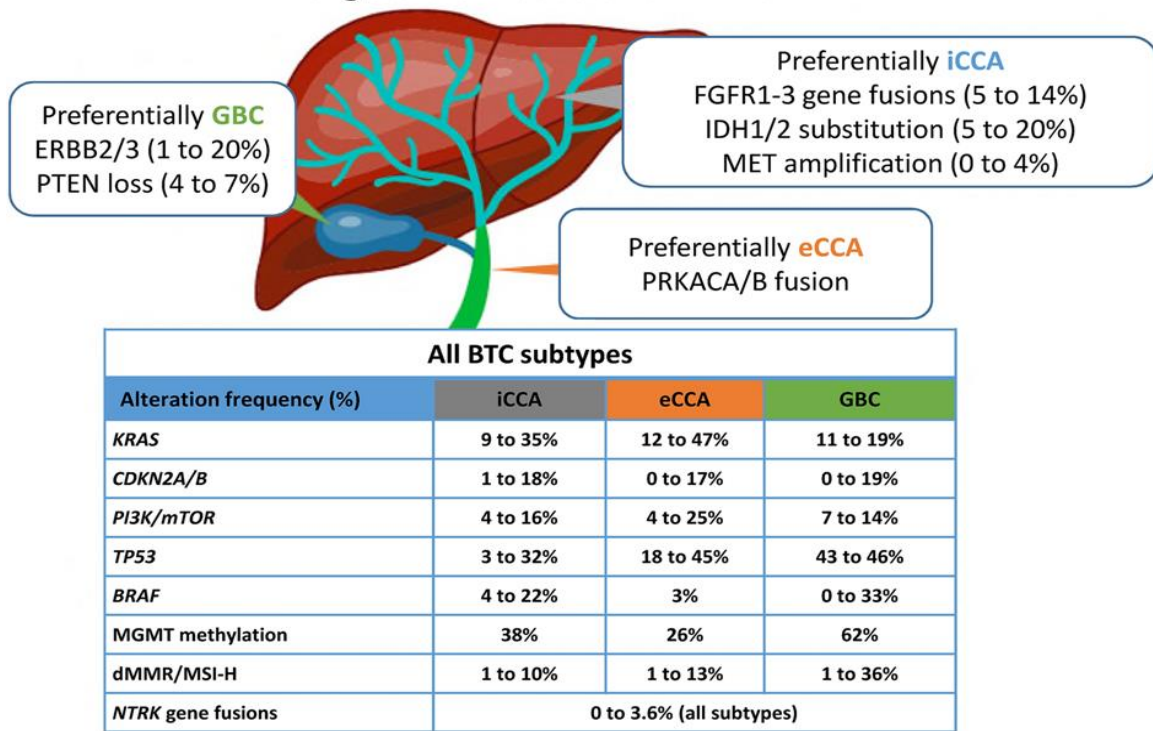 Preferentially GBC
ERBB2/3 (1 to 20%)
PTEN loss (4 to 7%)
Preferentially iCCA
FGFR1-3 gene fusions (5 to 14%)
IDH1/2 substitution (5 to 20%)
MET amplification (0 to 4%)
Preferentially eCCA
PRKACA/B fusion
All BTC subtypes
Alteration frequency (%) iCCA eCCA GBC
KRAS 9 to 35% 12 to 47% 11 to 19%
CDKN2A/B 1 to 18% 0 to 17% 0 to 19%
PI3K/mTOR 4 to 16% 4 to 25% 7 to 14%
TP53 3 to 32% 18 to 45% 43 to 46%
BRAF 4 to 22% 3% 0 to 33%
MGMT methylation 38% 26% 62%
dMMR/MSI-H 1 to 10% 1 to 13% 1 to 36%
NTRK gene fusions 0 to 3.6% (all subtypes)